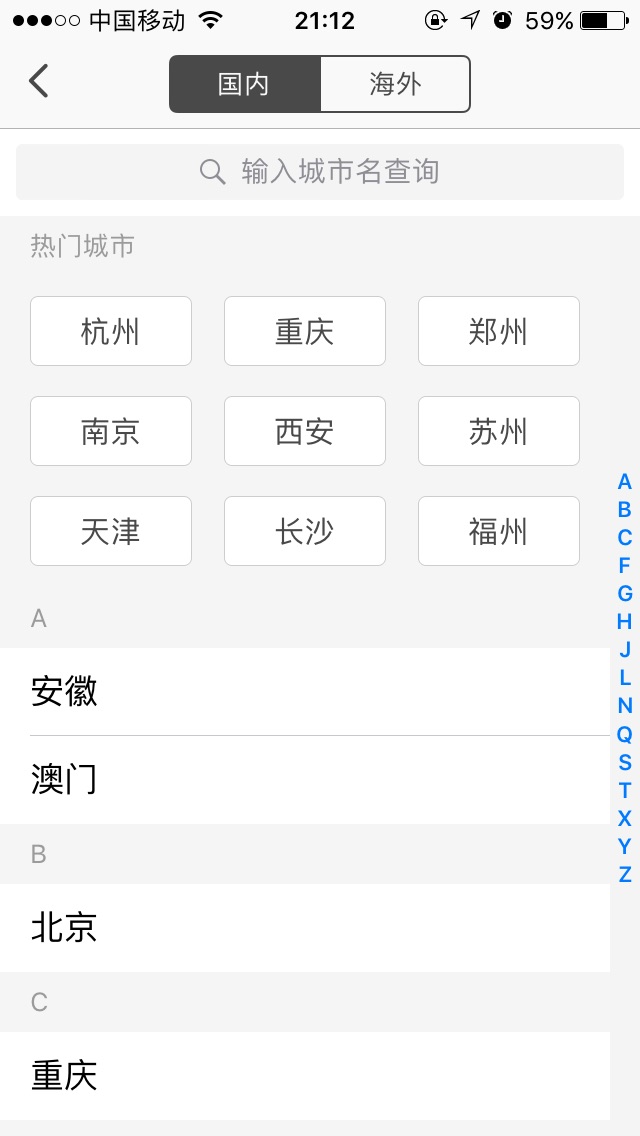 中国移动 21:12 59%
国内 海外
输入城市名查询
热门城市
杭州 重庆 郑州
南京 西安 苏州
天津 长沙 福州
A
安徽
澳门
B
北京
C
重庆
A
B
C
F
G
H
J
L
N
Q
S
T
X
Y
Z